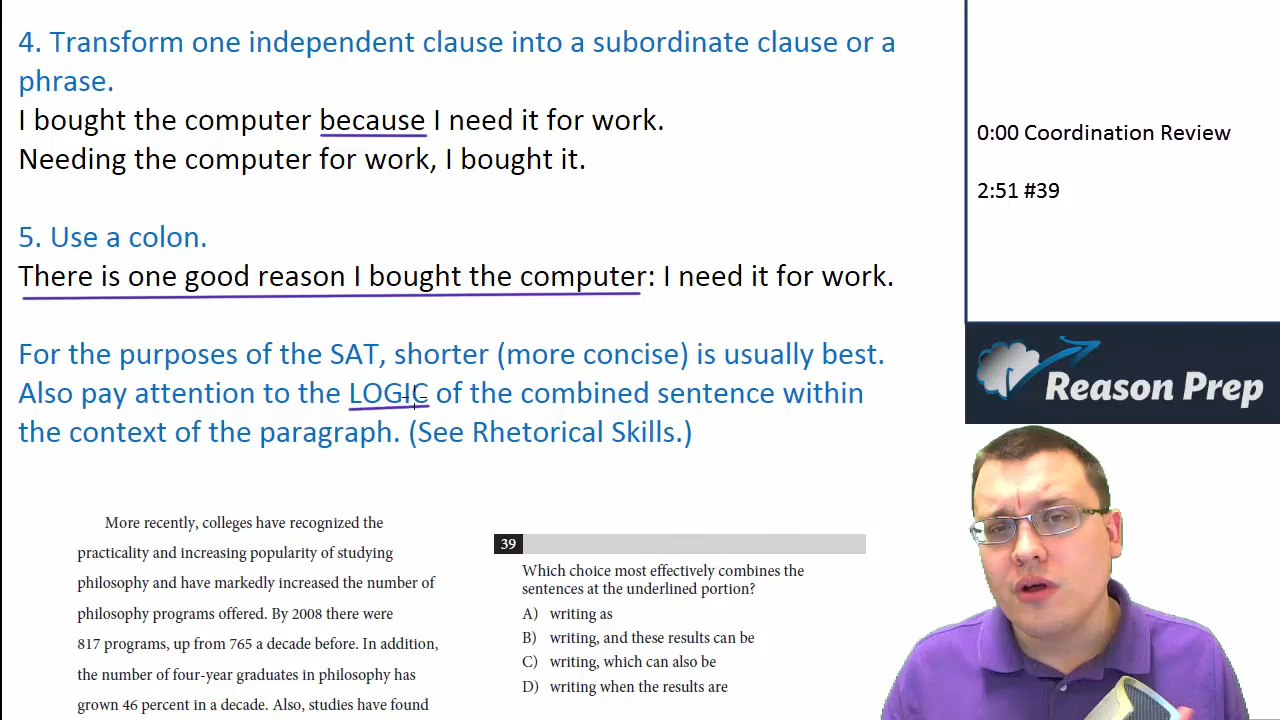 4. Transform one independent clause into a subordinate clause or a
phrase.
I bought the computer because I need it for work.
Needing the computer for work, I bought it.
5. Use a colon.
There is one good reason I bought the computer: I need it for work.
For the purposes of the SAT, shorter (more concise) is usually best.
Also pay attention to the LOGIC of the combined sentence within
the context of the paragraph. (See Rhetorical Skills.)
More recently, colleges have recognized the
practicality and increasing popularity of studying
philosophy and have markedly increased the number of
philosophy programs offered. By 2008 there were
817 programs, up from 765 a decade before. In addition,
the number of four-year graduates in philosophy has
grown 46 percent in a decade. Also, studies have found
39
Which choice most effectively combines the
sentences at the underlined portion?
A) writing as
B) writing, and these results can be
C) writing, which can also be
D) writing when the results are
0:00 Coordination Review
2:51 #39
Reason Prep